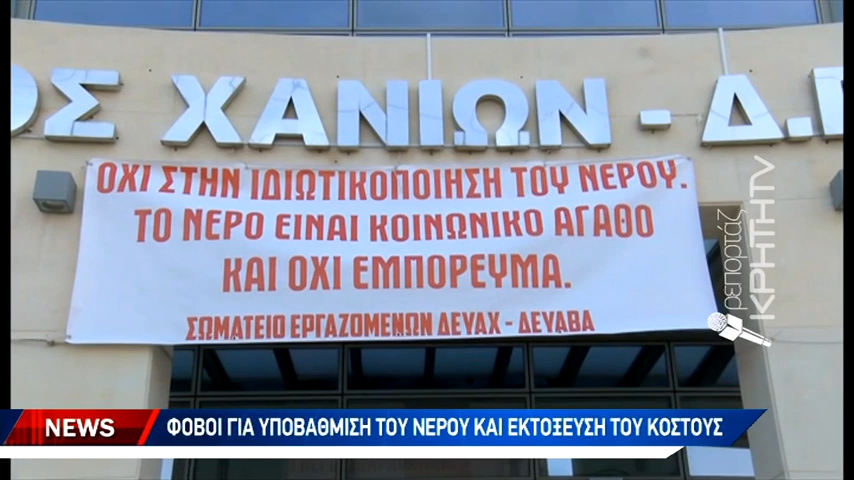 ΟΣ ΧΑΝΙΩΝ - Δ.
ΟΧΙ ΣΤΗΝ ΙΔΙΩΤΙΚΟΠΟΙΗΣΗ ΤΟΥ ΝΕΡΟΥ.
ΤΟ ΝΕΡΟ ΕΙΝΑΙ ΚΟΙΝΩΝΙΚΟ ΑΓΑΘΟ
ΚΑΙ ΟΧΙ ΕΜΠΟΡΕΥΜΑ.
ΣΩΜΑΤΕΙΟ ΕΡΓΑΖΟΜΕΝΩΝ ΔΕΥΑΧ - ΔΕΥΑΒΑ
ρεπορτάζ
ΚΡΗΤΗTV
NEWS
ΦΟΒΟΙ ΓΙΑ ΥΠΟΒΑΘΜΙΣΗ ΤΟΥ ΝΕΡΟΥ ΚΑΙ ΕΚΤΟΞΕΥΣΗ ΤΟΥ ΚΟΣΤΟΥΣ